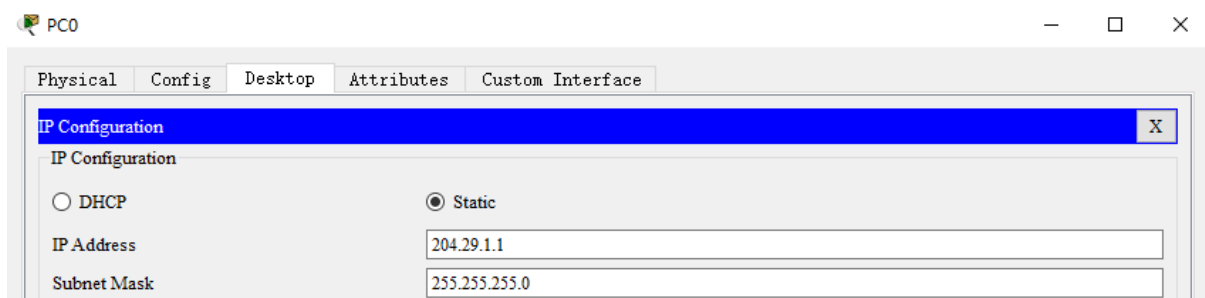 PC0
Physical Config Desktop Attributes Custom Interface
IP Configuration X
IP Configuration
DHCP Static
IP Address 204.29.1.1
Subnet Mask 255.255.255.0